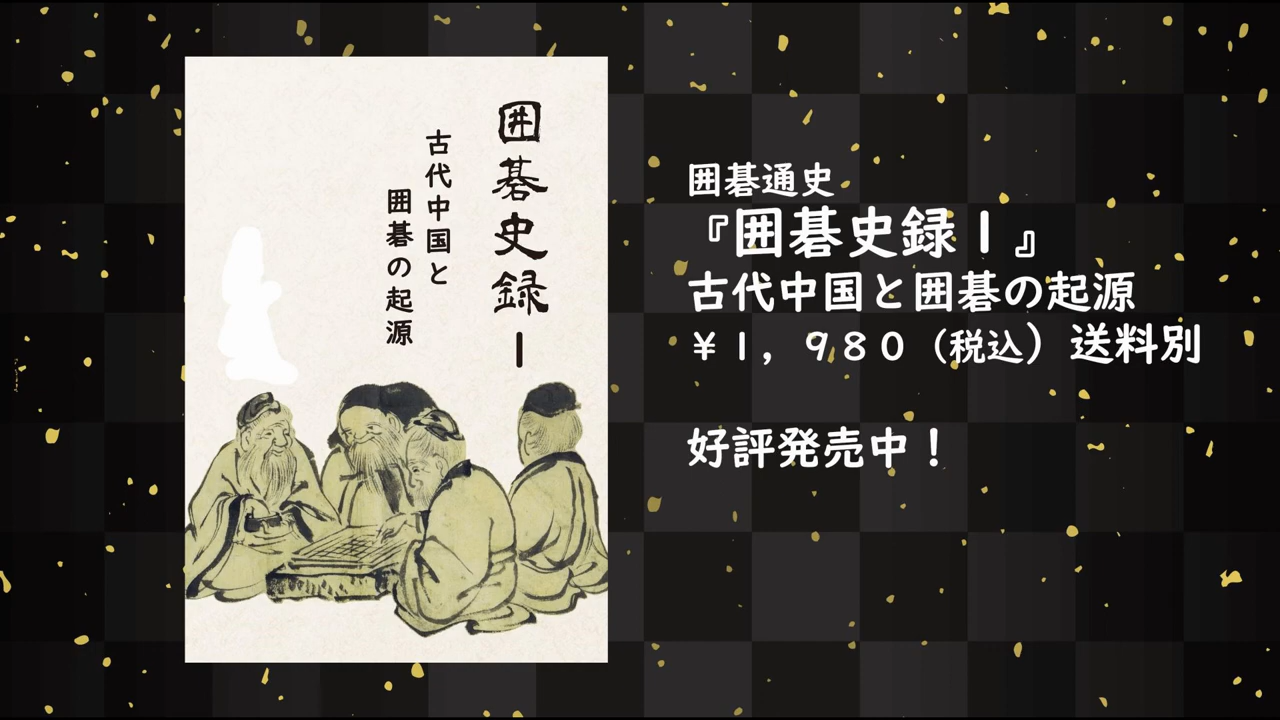 囲碁史録Ⅰ
古代中国と
囲碁の起源
囲碁通史
『囲碁史録Ⅰ』
古代中国と囲碁の起源
￥１，９８０（税込）送料別
好評発売中！